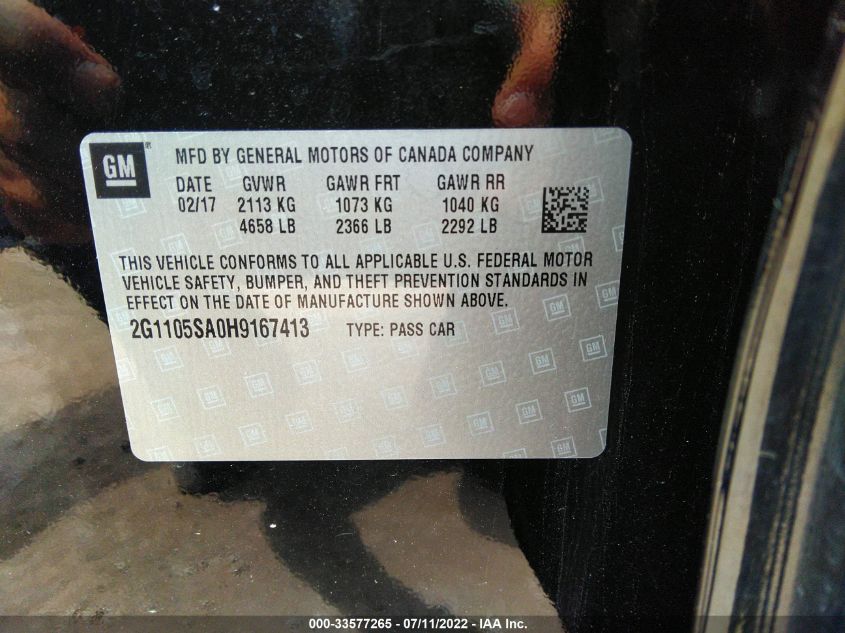 GM ®
MFD BY GENERAL MOTORS OF CANADA COMPANY
DATE GVWR GAWR FRT GAWR RR
02/17 2113 KG 1073 KG 1040 KG
4658 LB 2366 LB 2292 LB
THIS VEHICLE CONFORMS TO ALL APPLICABLE U.S. FEDERAL MOTOR
VEHICLE SAFETY, BUMPER, AND THEFT PREVENTION STANDARDS IN
EFFECT ON THE DATE OF MANUFACTURE SHOWN ABOVE.
2G1105SA0H9167413 TYPE: PASS CAR
000-33577265 - 07/11/2022 - IAA Inc.